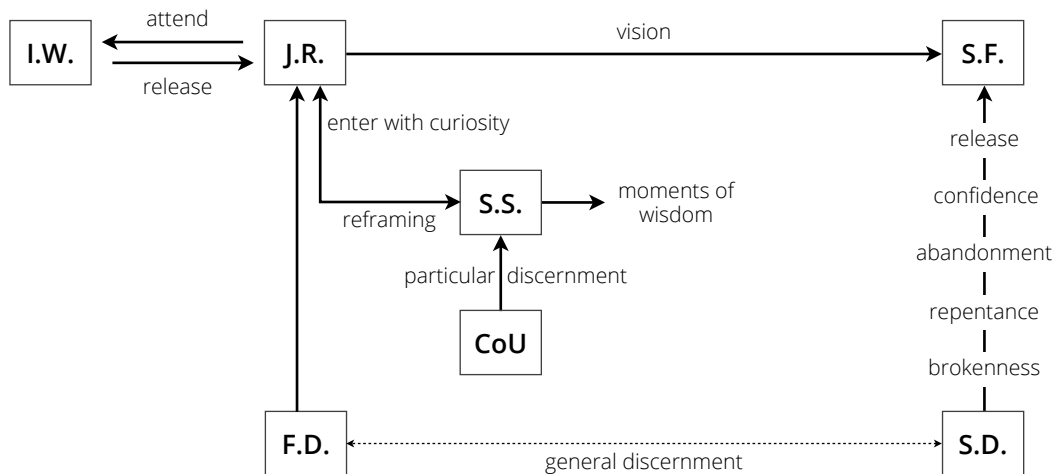 attend
I.W.
J.R.
vision
S.F.
release
enter with curiosity
release
S.S.
moments of
wisdom
confidence
reframing
abandonment
particular discernment
repentance
CoU
brokenness
F.D.
general discernment
S.D.